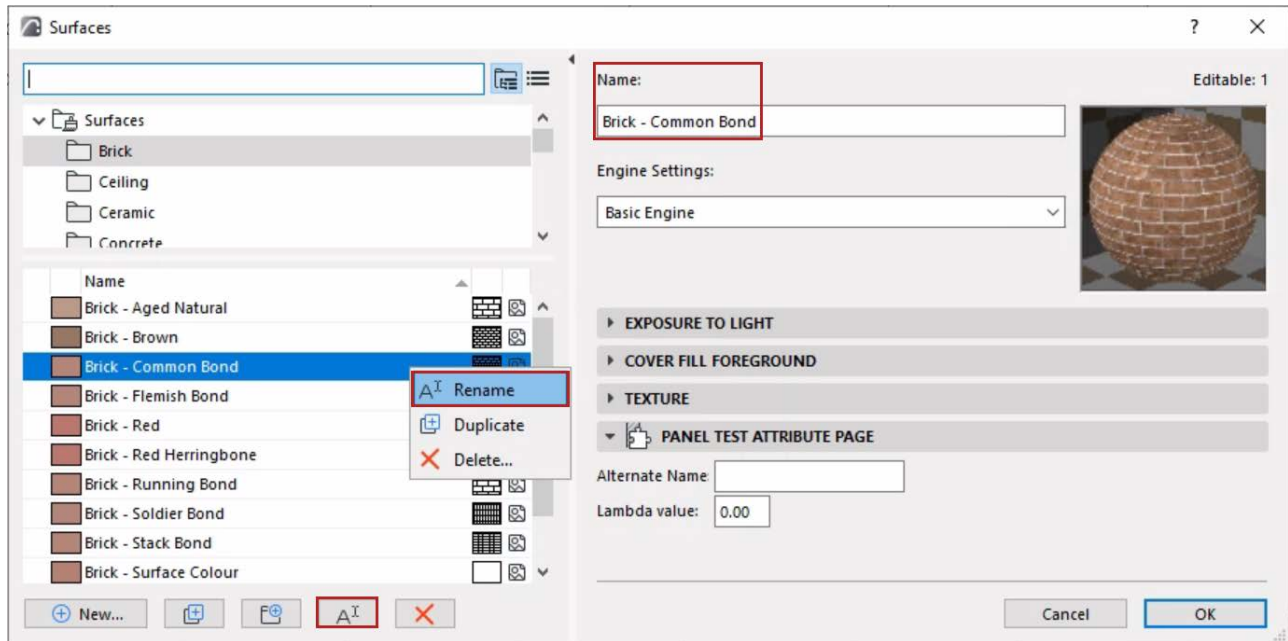 Surfaces
?
Surfaces
Brick
Ceiling
Ceramic
Concrete
Name
Brick - Aged Natural
Brick - Brown
Brick - Common Bond
Brick - Flemish Bond
Brick - Red
Brick - Red Herringbone
Brick - Running Bond
Brick - Soldier Bond
Brick - Stack Bond
Brick - Surface Colour
Rename
Duplicate
Delete...
New...
Name:
Editable: 1
Brick - Common Bond
Engine Settings:
Basic Engine
EXPOSURE TO LIGHT
COVER FILL FOREGROUND
TEXTURE
PANEL TEST ATTRIBUTE PAGE
Alternate Name:
Lambda value: 0.00
Cancel OK